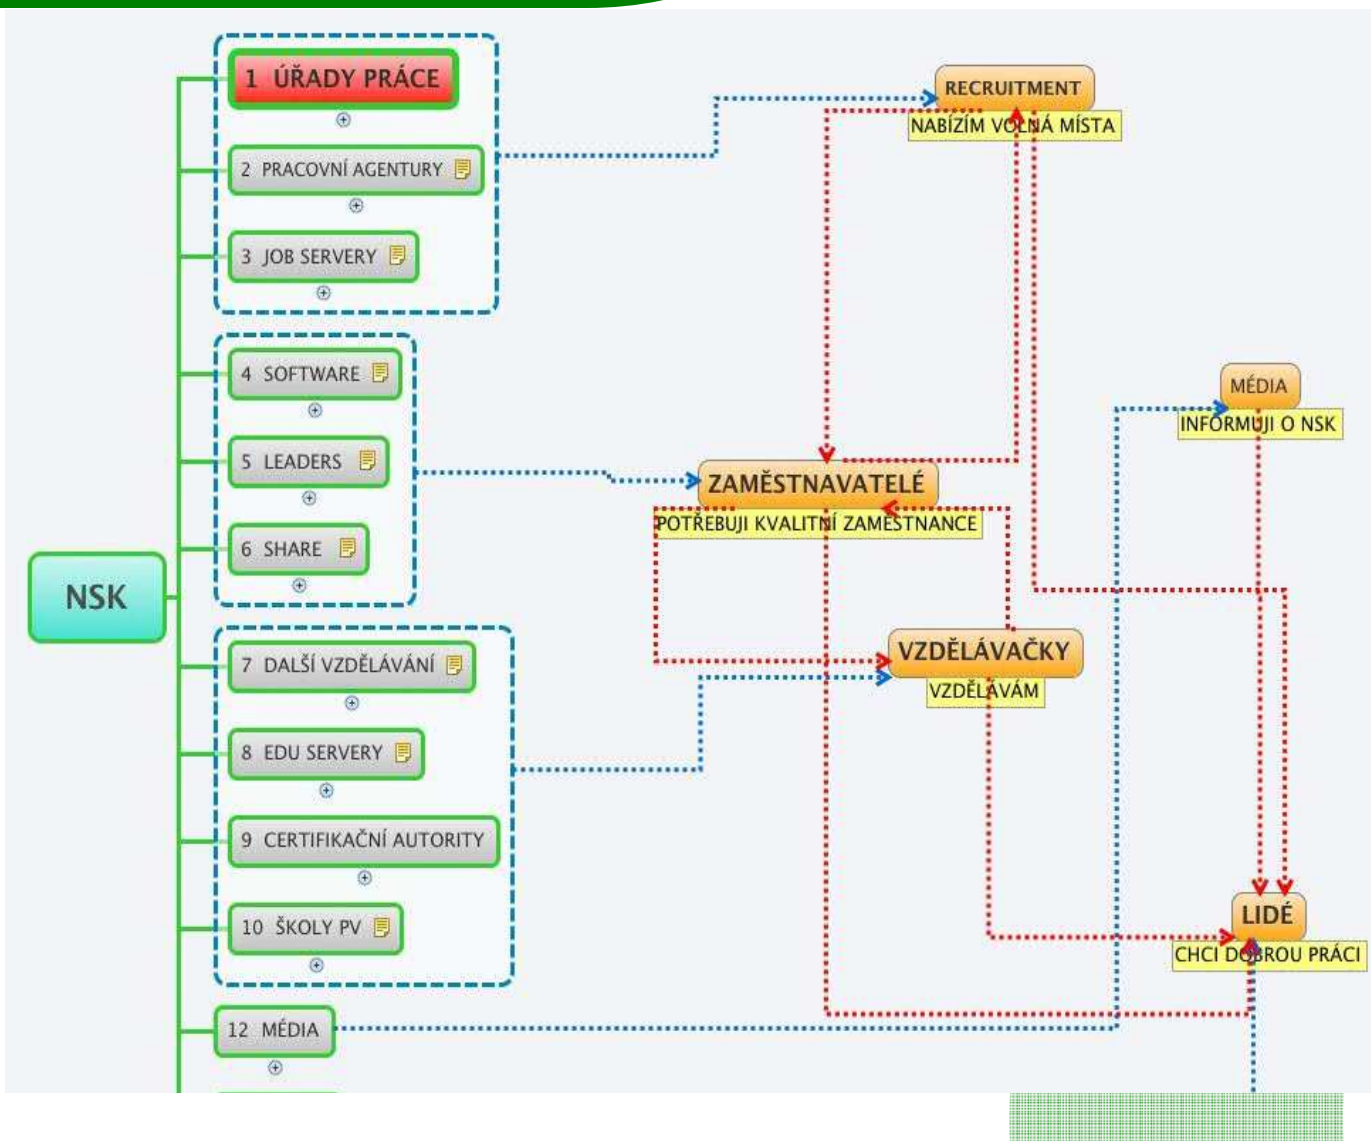 NSK
1 ÚŘADY PRÁCE
2 PRACOVNÍ AGENTURY
3 JOB SERVERY
4 SOFTWARE
5 LEADERS
6 SHARE
7 DALŠÍ VZDĚLÁVÁNÍ
8 EDU SERVERY
9 CERTIFIKAČNÍ AUTORITY
10 ŠKOLY PV
12 MÉDIA
RECRUITMENT
NABÍZÍM VOLNÁ MÍSTA
MÉDIA
INFORMUJI O NSK
ZAMĚSTNAVATELÉ
POTŘEBUJI KVALITNÍ ZAMĚSTNANCE
VZDĚLÁVAČKY
VZDĚLÁVÁM
LIDÉ
CHCI DOBROU PRÁCI